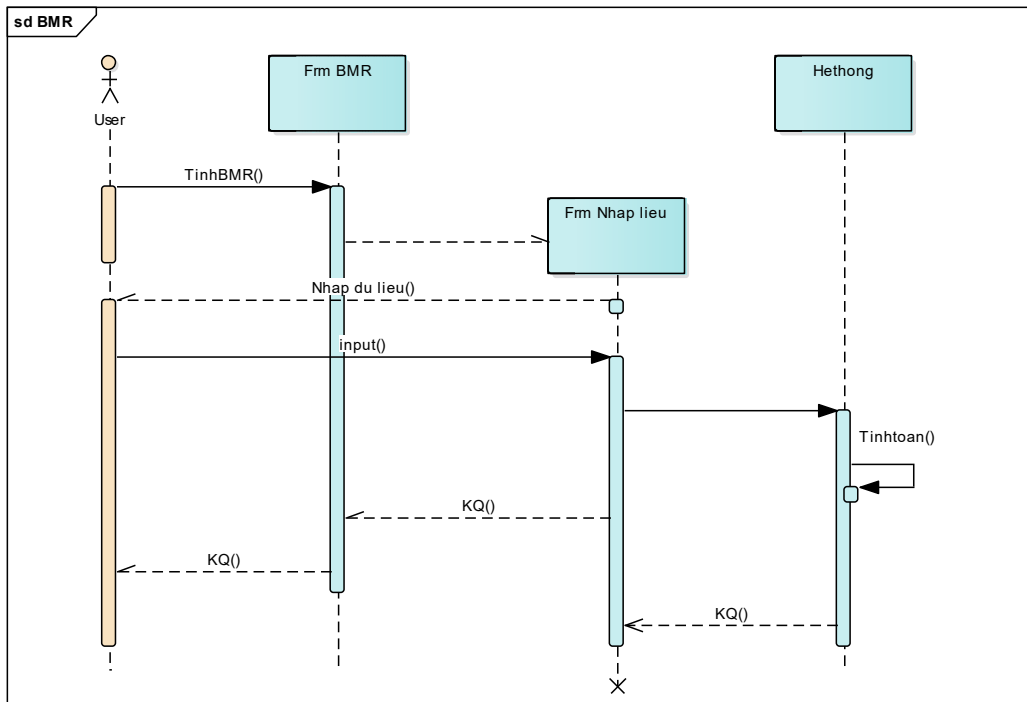 sd BMR
Frm BMR
Hethong
User
TinhBMR()
Frm Nhap lieu
Nhap du lieu()
input()
Tinhtoan()
KQ()
KQ()
KQ()